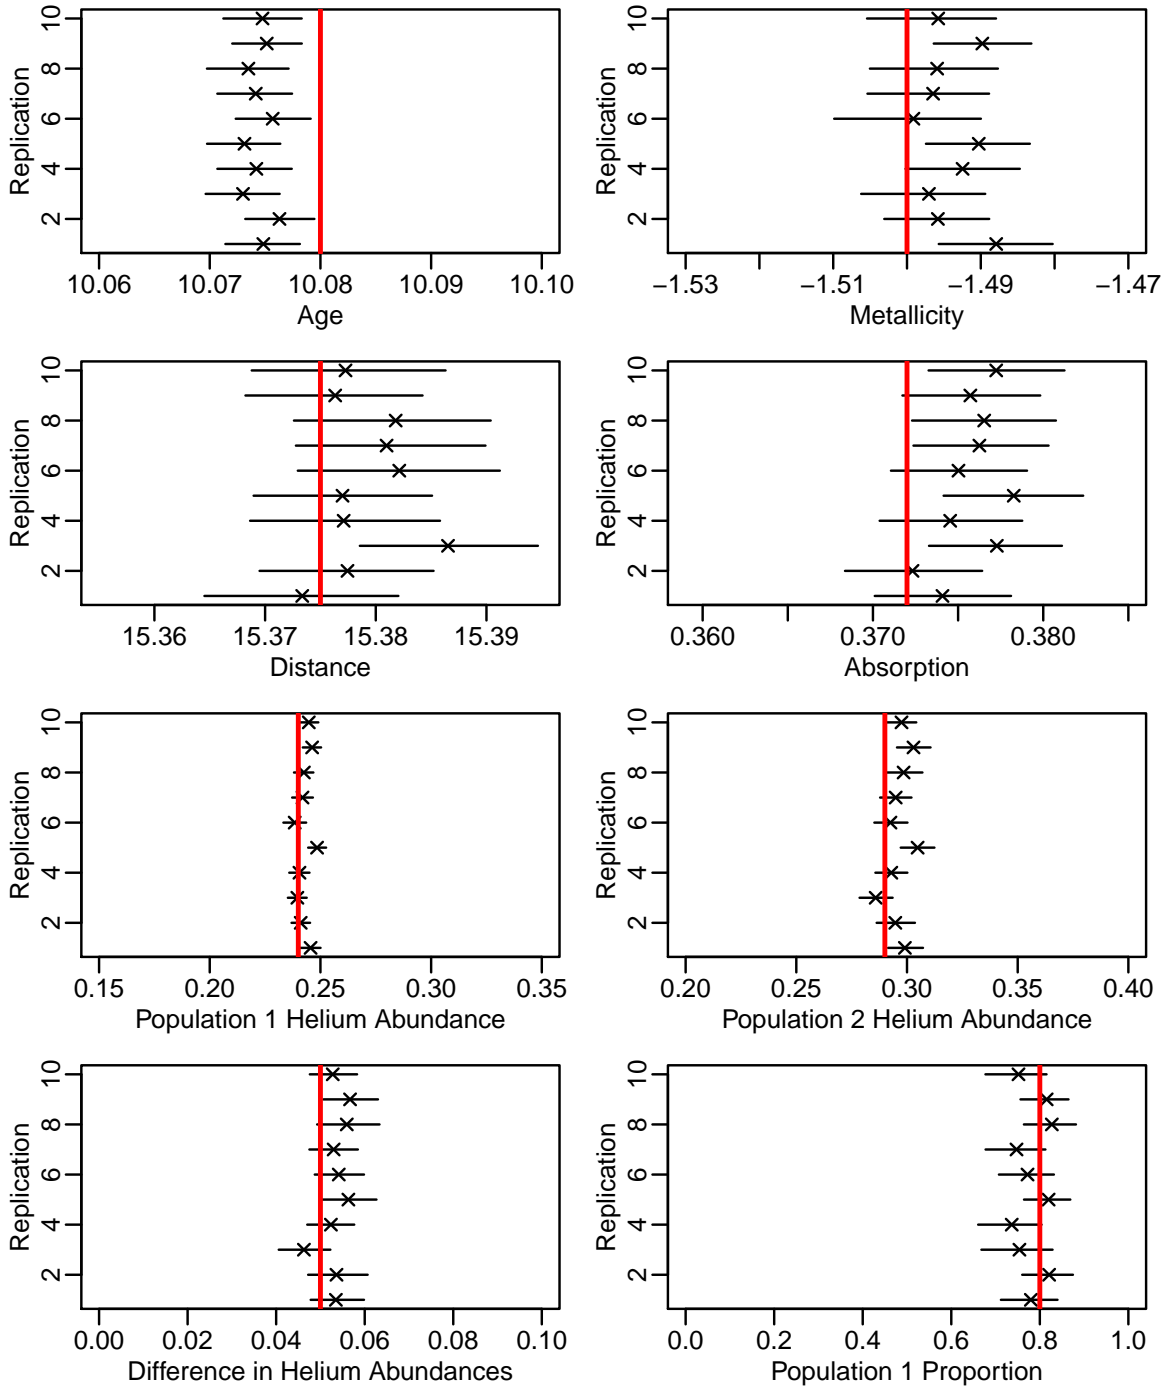 Replication
2 4 6 8 10
10.06 10.07 10.08 10.09 10.10
Age
Replication
2 4 6 8 10
−1.53 −1.51 −1.49 −1.47
Metallicity
Replication
2 4 6 8 10
15.36 15.37 15.38 15.39
Distance
Replication
2 4 6 8 10
0.360 0.370 0.380
Absorption
Replication
2 4 6 8 10
0.15 0.20 0.25 0.30 0.35
Population 1 Helium Abundance
Replication
2 4 6 8 10
0.20 0.25 0.30 0.35 0.40
Population 2 Helium Abundance
Replication
2 4 6 8 10
0.00 0.02 0.04 0.06 0.08 0.10
Difference in Helium Abundances
Replication
2 4 6 8 10
0.0 0.2 0.4 0.6 0.8 1.0
Population 1 Proportion